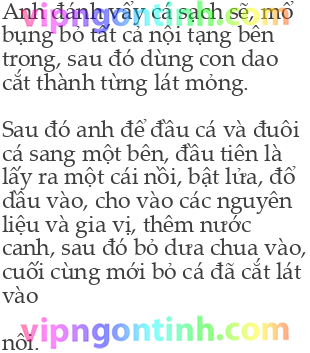 Anh đánh vẩy cá sạch sẽ, mổ
vipngontinh.com
bụng bỏ tất cả nội tạng bên
trong, sau đó dùng con dao
cắt thành từng lát mỏng.
Sau đó anh để đầu cá và đuôi
cá sang một bên, đầu tiên là
lấy ra một cái nồi, bật lửa, đổ
dầu vào, cho vào các nguyên
liệu và gia vị, thêm nước
canh, sau đó bỏ dưa chua vào,
cuối cùng mới bỏ cá đã cắt lát
vào
vipngontinh.com
nồi.